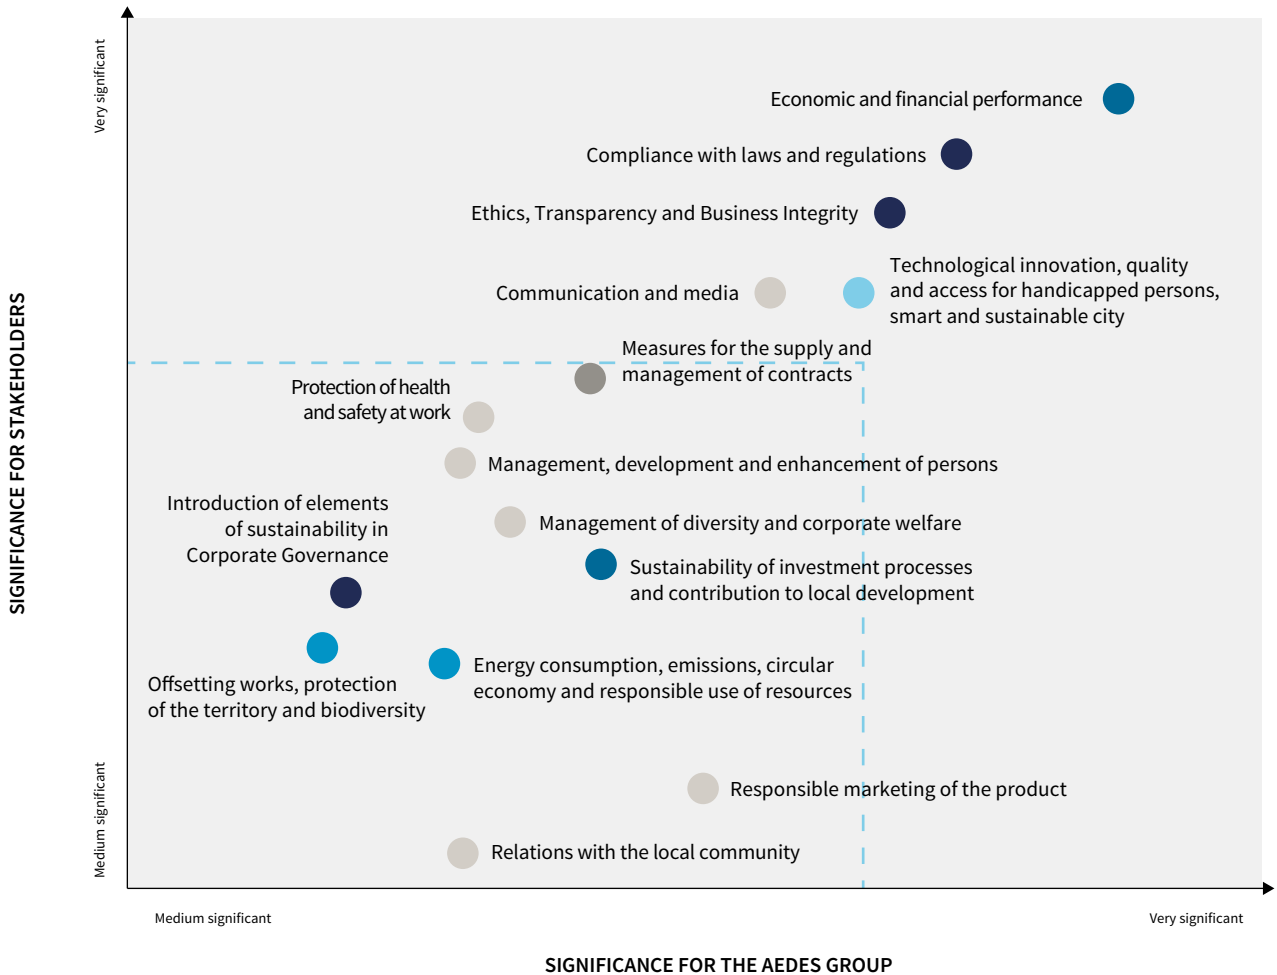 Very significant
SIGNIFICANCE FOR STAKEHOLDERS
Medium significant
Economic and financial performance
Compliance with laws and regulations
Ethics, Transparency and Business Integrity
Communication and media
Technological innovation, quality
and access for handicapped persons,
smart and sustainable city
Measures for the supply and
management of contracts
Protection of health
and safety at work
Management, development and enhancement of persons
Introduction of elements
of sustainability in
Corporate Governance
Management of diversity and corporate welfare
Sustainability of investment processes
and contribution to local development
Offsetting works, protection
of the territory and biodiversity
Energy consumption, emissions, circular
economy and responsible use of resources
Responsible marketing of the product
Relations with the local community
Medium significant
Very significant
SIGNIFICANCE FOR THE AEDES GROUP